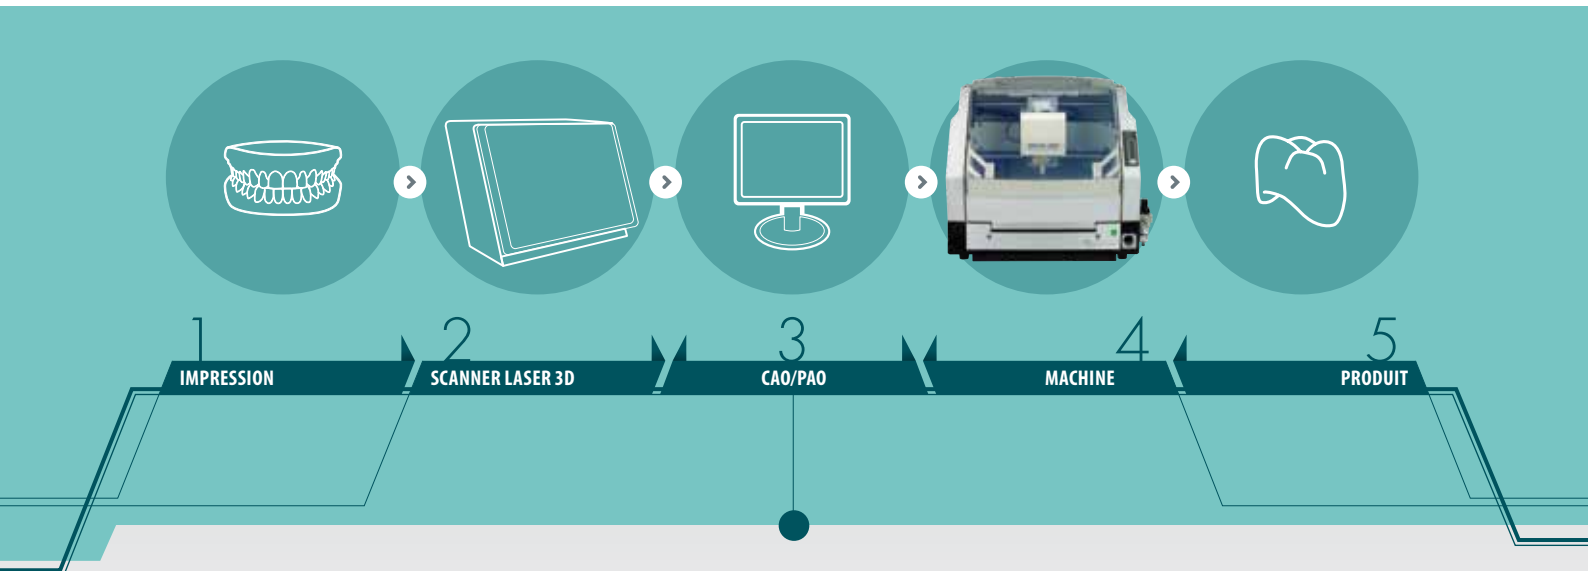 1
IMPRESSION
2
SCANNER LASER 3D
3
CAO/PAO
4
MACHINE
5
PRODUIT